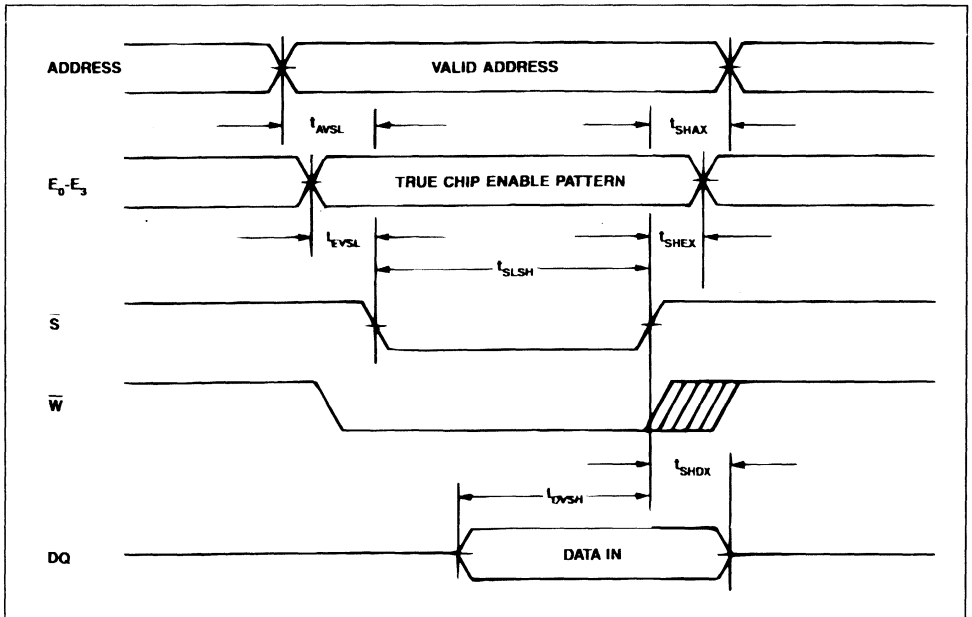 ADDRESS
VALID ADDRESS
tAVSL
tSHAX
E0-E3
TRUE CHIP ENABLE PATTERN
tEVSL
tSHEX
tSLSH
S̅
W̅
tSHDX
tDVSH
DQ
DATA IN